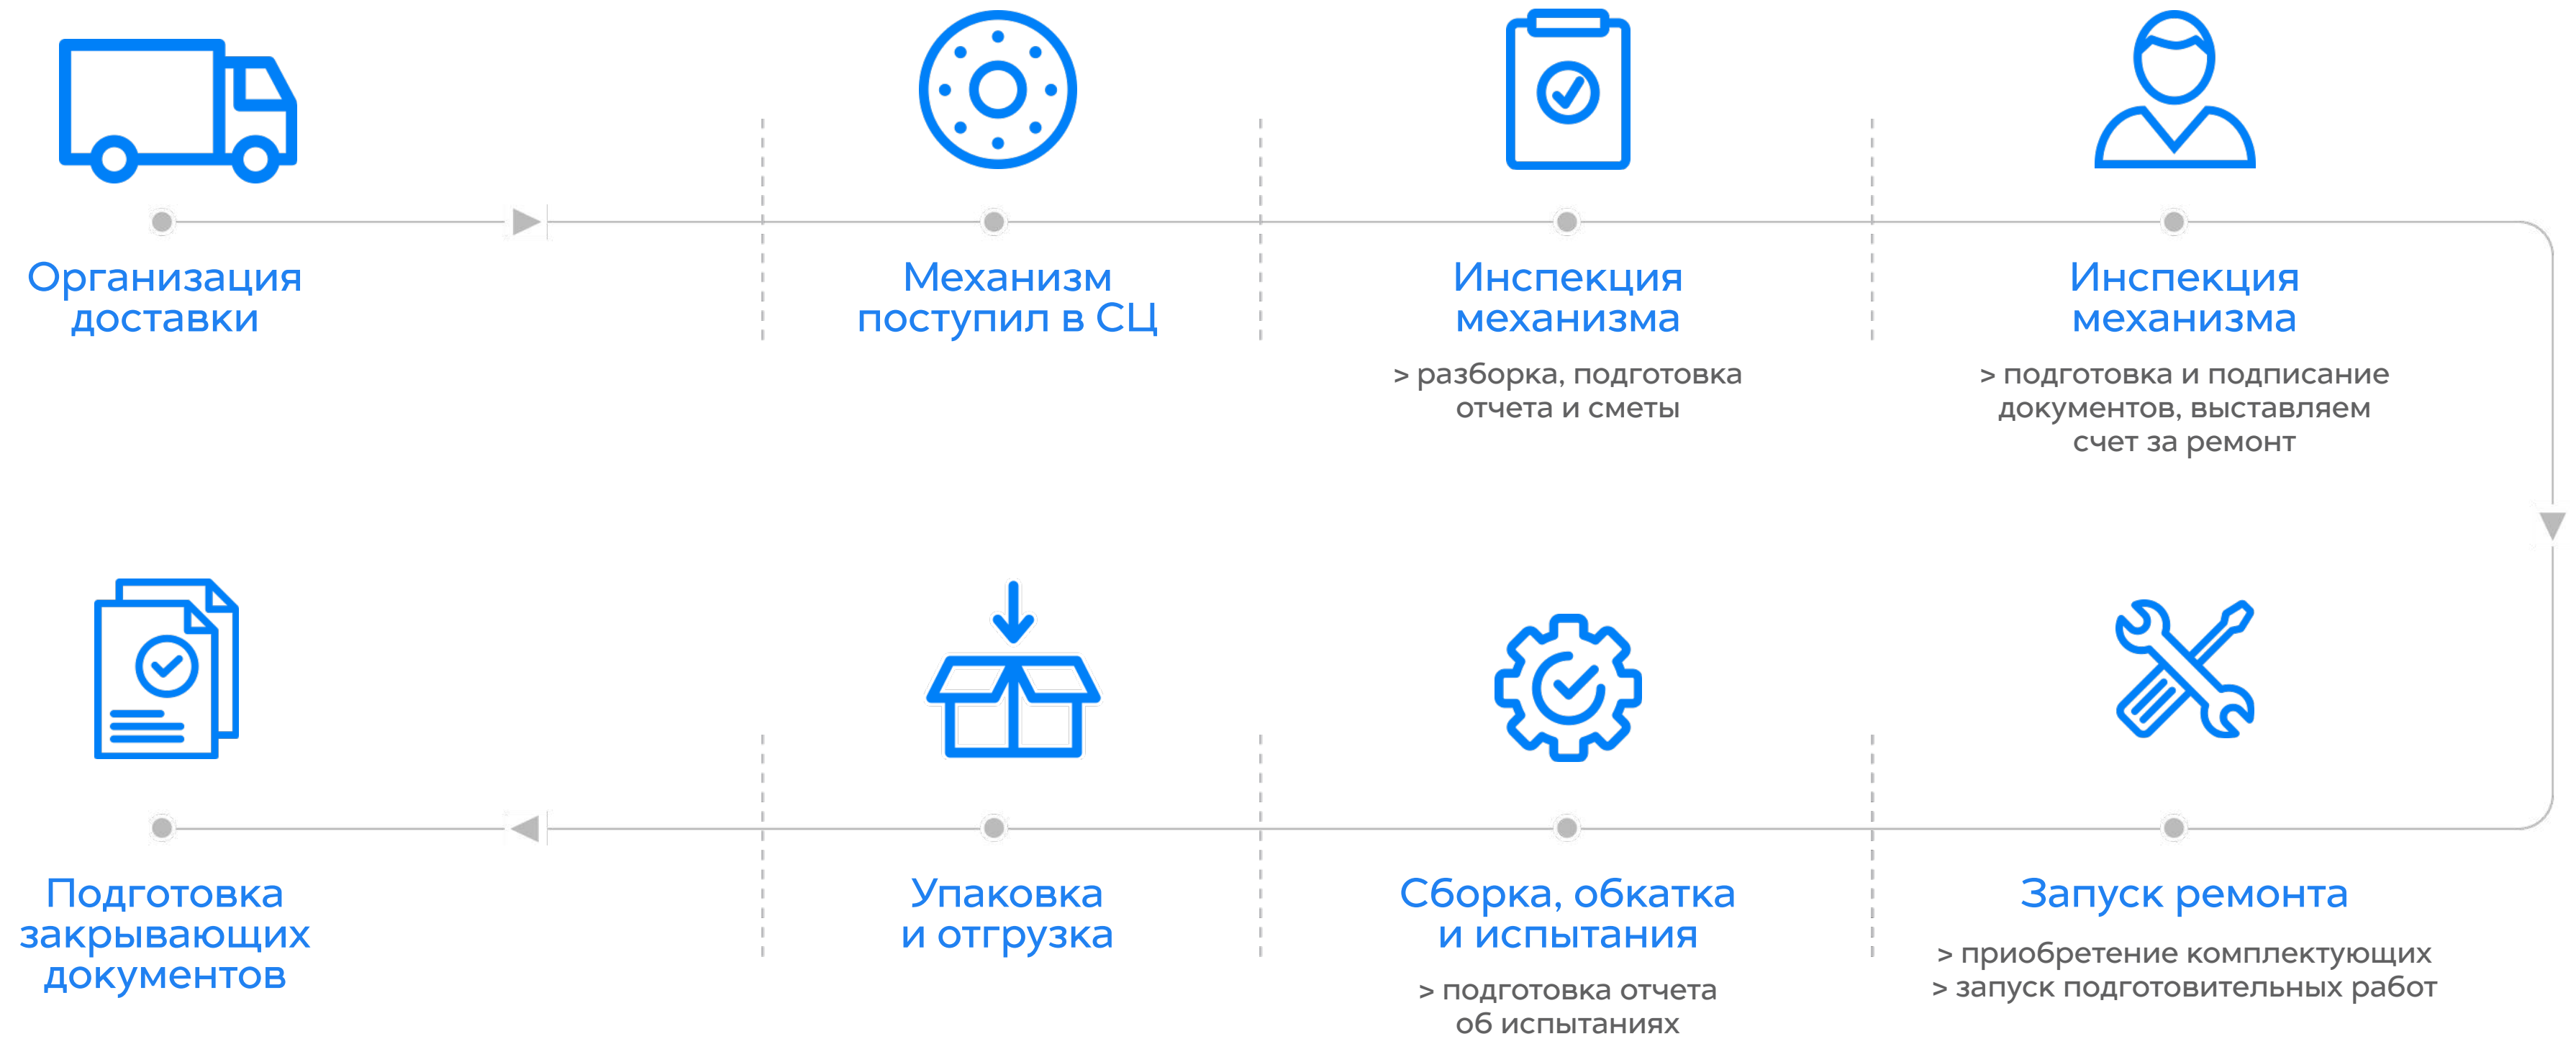 Организация
доставки
Механизм
поступил в СЦ
Инспекция
механизма
> разборка, подготовка
отчета и сметы
Инспекция
механизма
> подготовка и подписание
документов, выставляем
счет за ремонт
Запуск ремонта
> приобретение комплектующих
> запуск подготовительных работ
Сборка, обкатка
и испытания
> подготовка отчета
об испытаниях
Упаковка
и отгрузка
Подготовка
закрывающих
документов